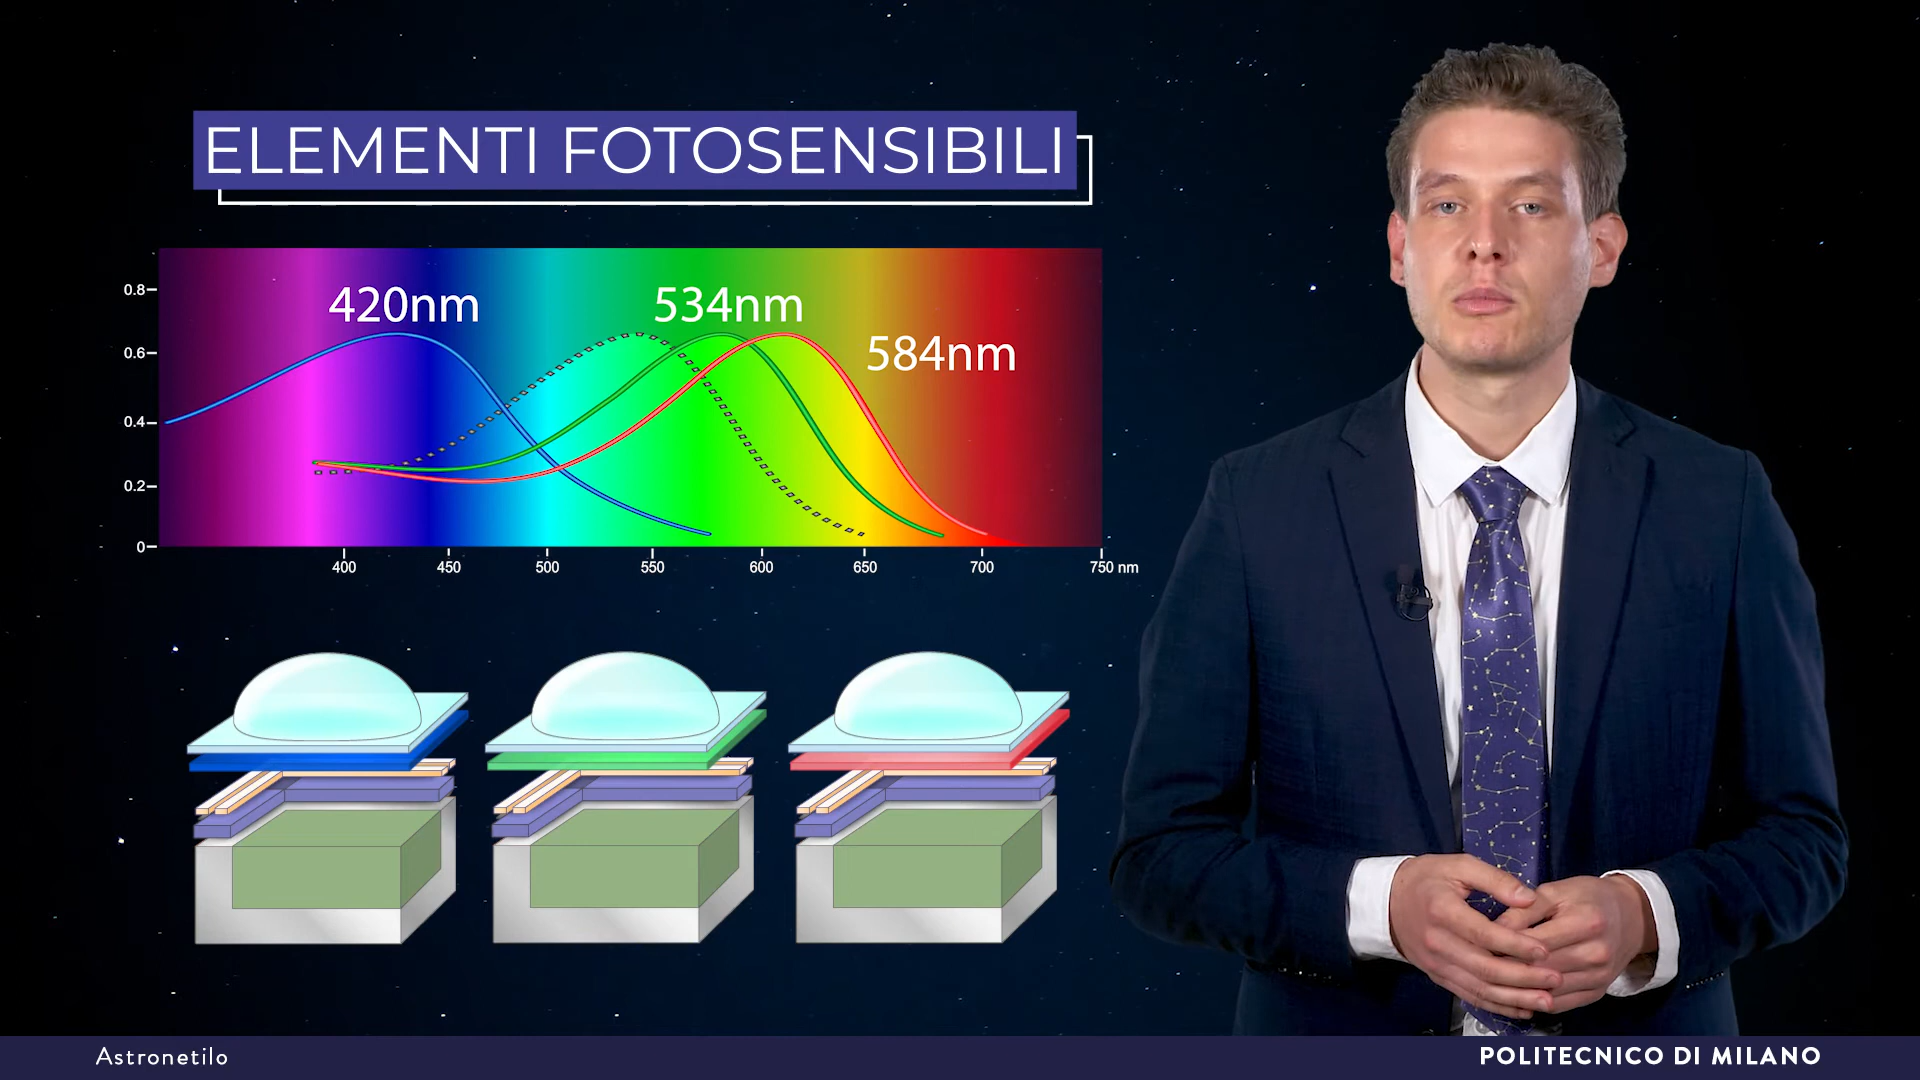 ELEMENTI FOTOSENSIBILI
0.8
420nm
534nm
0.6
584nm
0.4
0.2
0
400 450 500 550 600 650 700 750 nm
Astronetilo
POLITECNICO DI MILANO